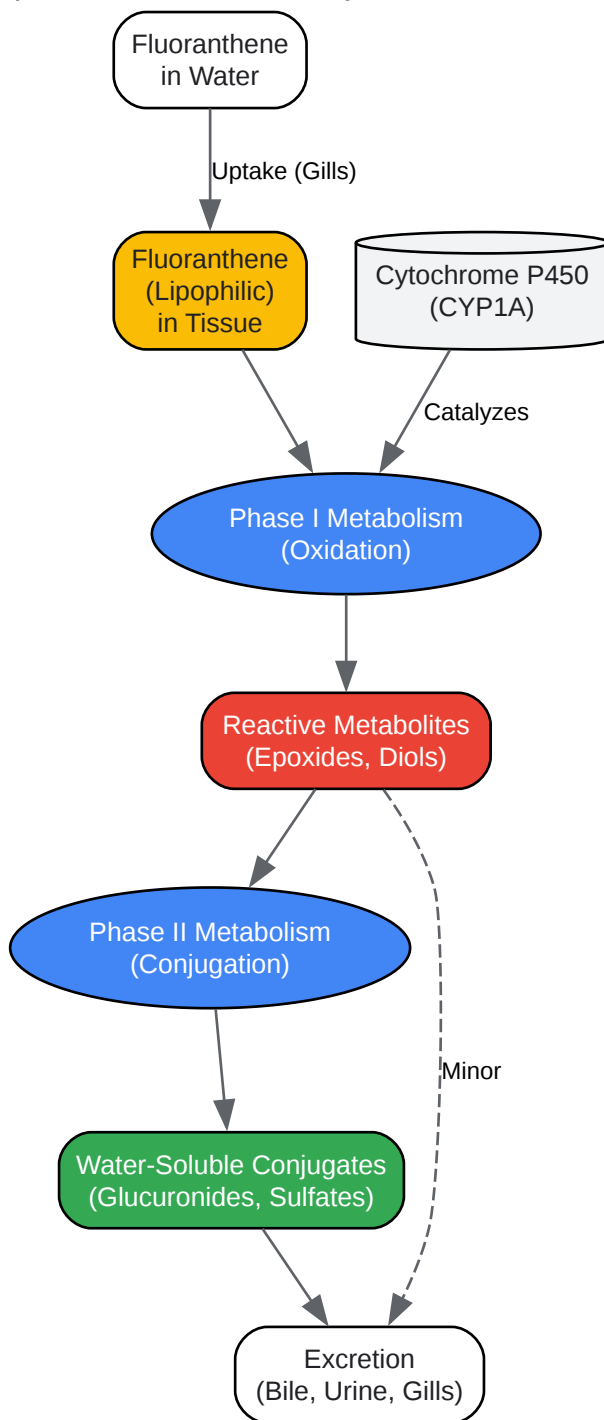 Fluoranthene
in Water
Uptake (Gills)
Fluoranthene
(Lipophilic)
in Tissue
Cytochrome P450
(CYP1A)
Catalyzes
Phase I Metabolism
(Oxidation)
Reactive Metabolites
(Epoxides, Diols)
Phase II Metabolism
(Conjugation)
Minor
Water-Soluble Conjugates
(Glucuronides, Sulfates)
Excretion
(Bile, Urine, Gills)